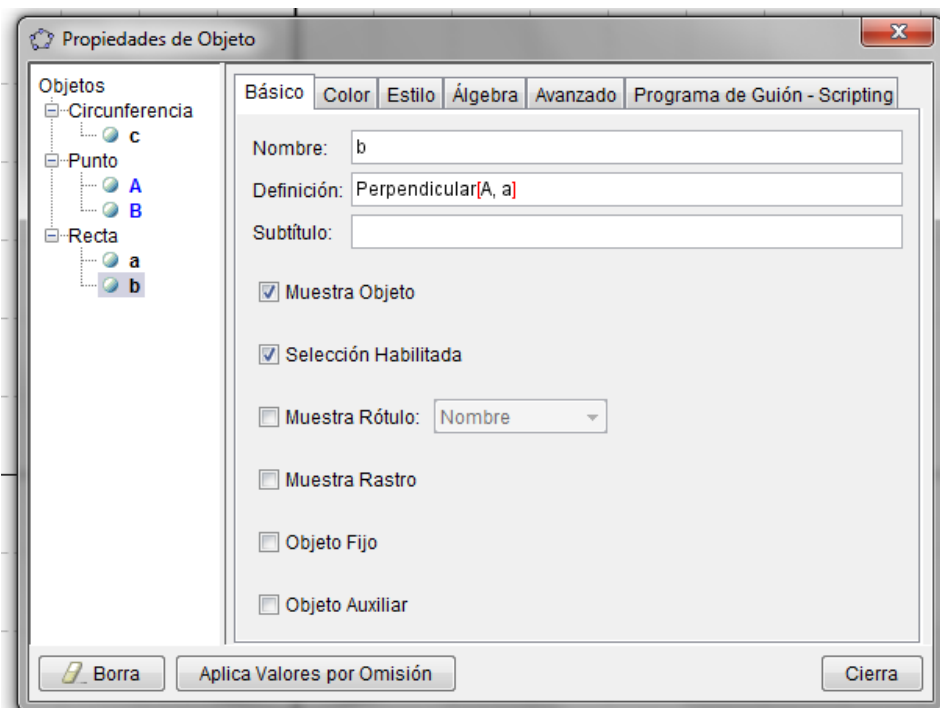 Propiedades de Objeto
Objetos
Circunferencia
c
Punto
A
B
Recta
a
b
Básico Color Estilo Álgebra Avanzado Programa de Guión - Scripting
Nombre: b
Definición: Perpendicular[A, a]
Subtítulo:
Muestra Objeto
Selección Habilitada
Muestra Rótulo: Nombre
Muestra Rastro
Objeto Fijo
Objeto Auxiliar
Borra Aplica Valores por Omisión Cierra